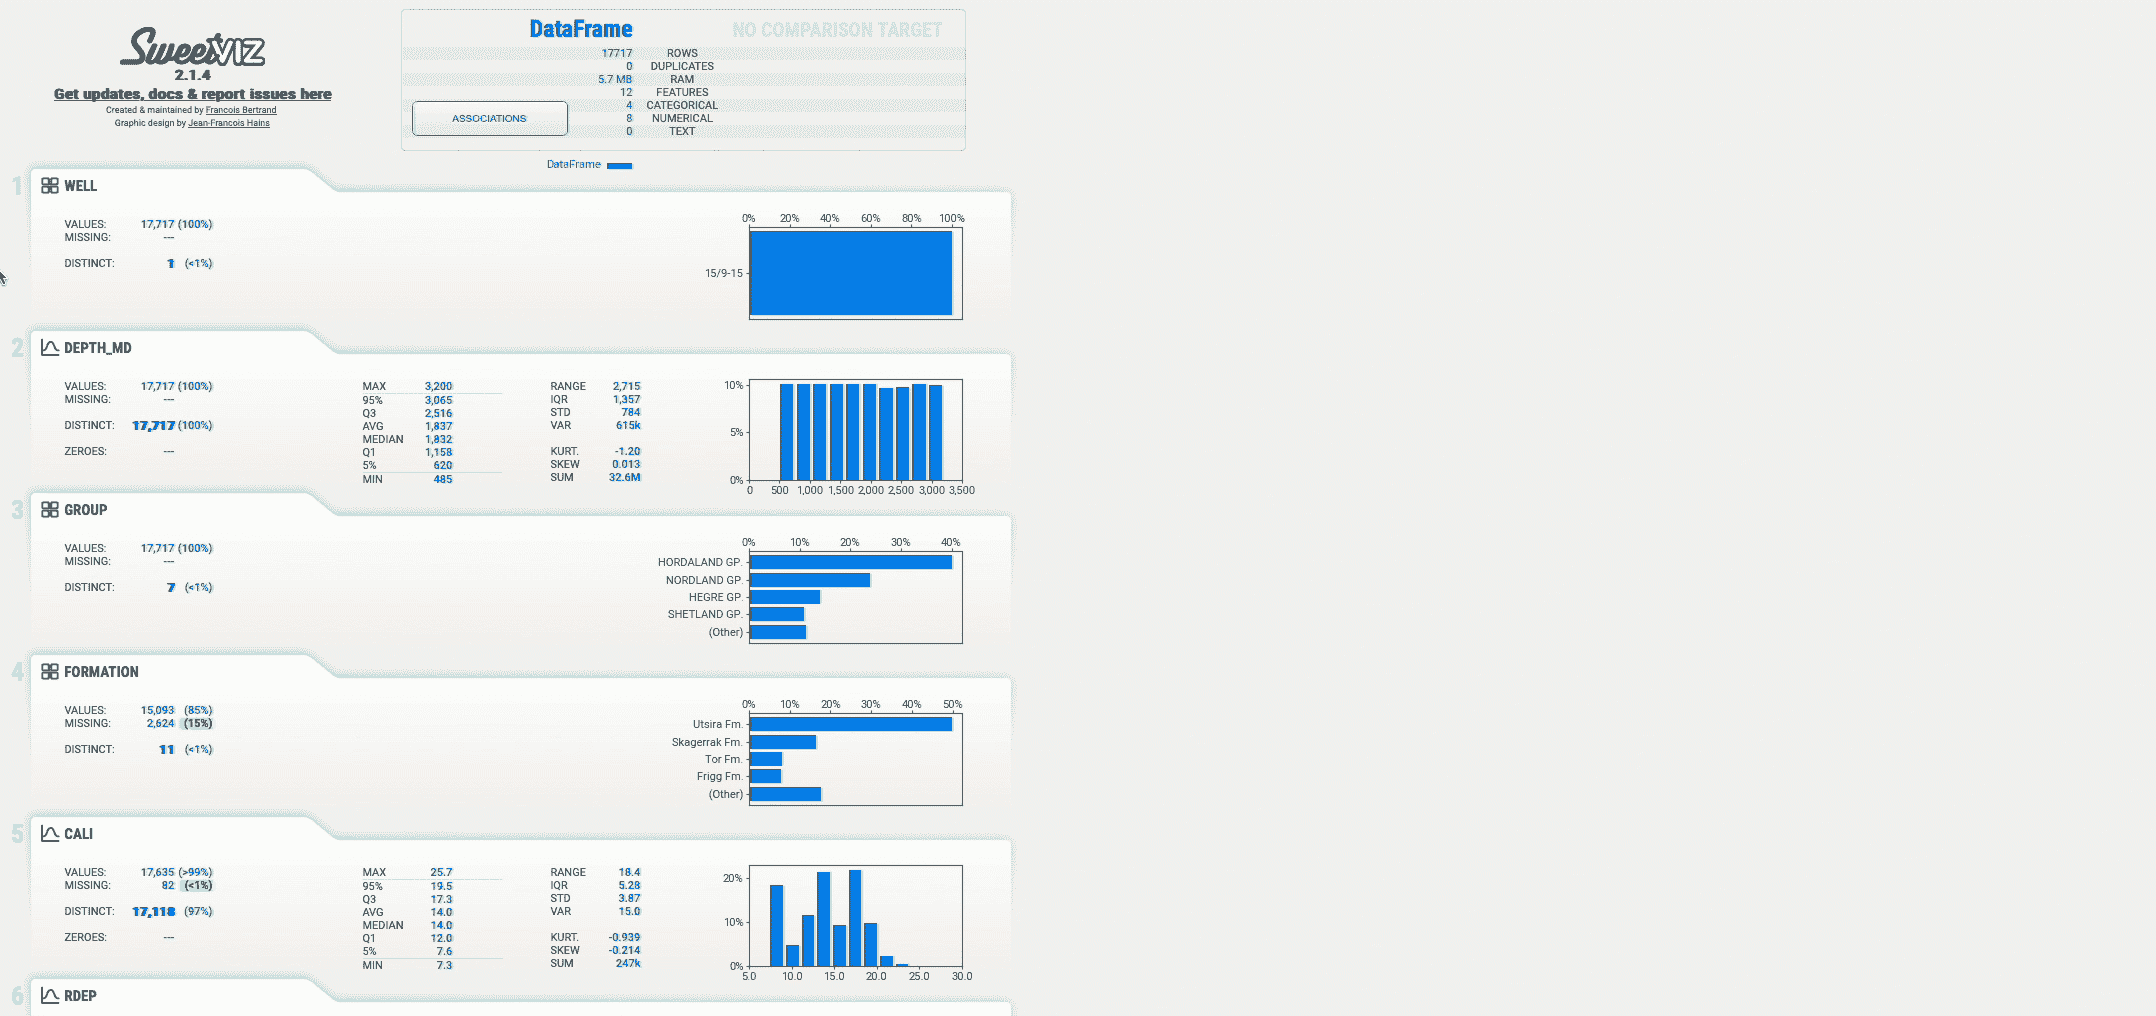 SweetVIZ
2.1.4
Get updates, docs & report issues here
Created & maintained by Francois Bertrand
Graphic design by Jean-Francois Hains
DataFrame NO COMPARISON TARGET
17717 ROWS
0 DUPLICATES
5.7 MB RAM
12 FEATURES
4 CATEGORICAL
8 NUMERICAL
0 TEXT
ASSOCIATIONS
DataFrame
1 WELL
VALUES: 17,717 (100%)
MISSING: ---
DISTINCT: 1 (<1%)
0% 20% 40% 60% 80% 100%
15/9-15
2 DEPTH_MD
VALUES: 17,717 (100%)
MISSING: ---
DISTINCT: 17,717 (100%)
ZEROES: ---
MAX 3,200
95% 3,065
Q3 2,516
AVG 1,837
MEDIAN 1,832
Q1 1,158
5% 620
MIN 485
RANGE 2,715
IQR 1,357
STD 784
VAR 615k
KURT. -1.20
SKEW 0.013
SUM 32.6M
10%
5%
0%
0 500 1,000 1,500 2,000 2,500 3,000 3,500
3 GROUP
VALUES: 17,717 (100%)
MISSING: ---
DISTINCT: 7 (<1%)
0% 10% 20% 30% 40%
HORDALAND GP.
NORDLAND GP.
HEGRE GP.
SHETLAND GP.
(Other)
4 FORMATION
VALUES: 15,093 (85%)
MISSING: 2,624 (15%)
DISTINCT: 11 (<1%)
0% 10% 20% 30% 40% 50%
Utsira Fm.
Skagerrak Fm.
Tor Fm.
Frigg Fm.
(Other)
5 CALI
VALUES: 17,635 (>99%)
MISSING: 82 (<1%)
DISTINCT: 17,118 (97%)
ZEROES: ---
MAX 25.7
95% 19.5
Q3 17.3
AVG 14.0
MEDIAN 14.0
Q1 12.0
5% 7.6
MIN 7.3
RANGE 18.4
IQR 5.28
STD 3.87
VAR 15.0
KURT. -0.939
SKEW -0.214
SUM 247k
20%
10%
0%
5.0 10.0 15.0 20.0 25.0 30.0
6 RDEP